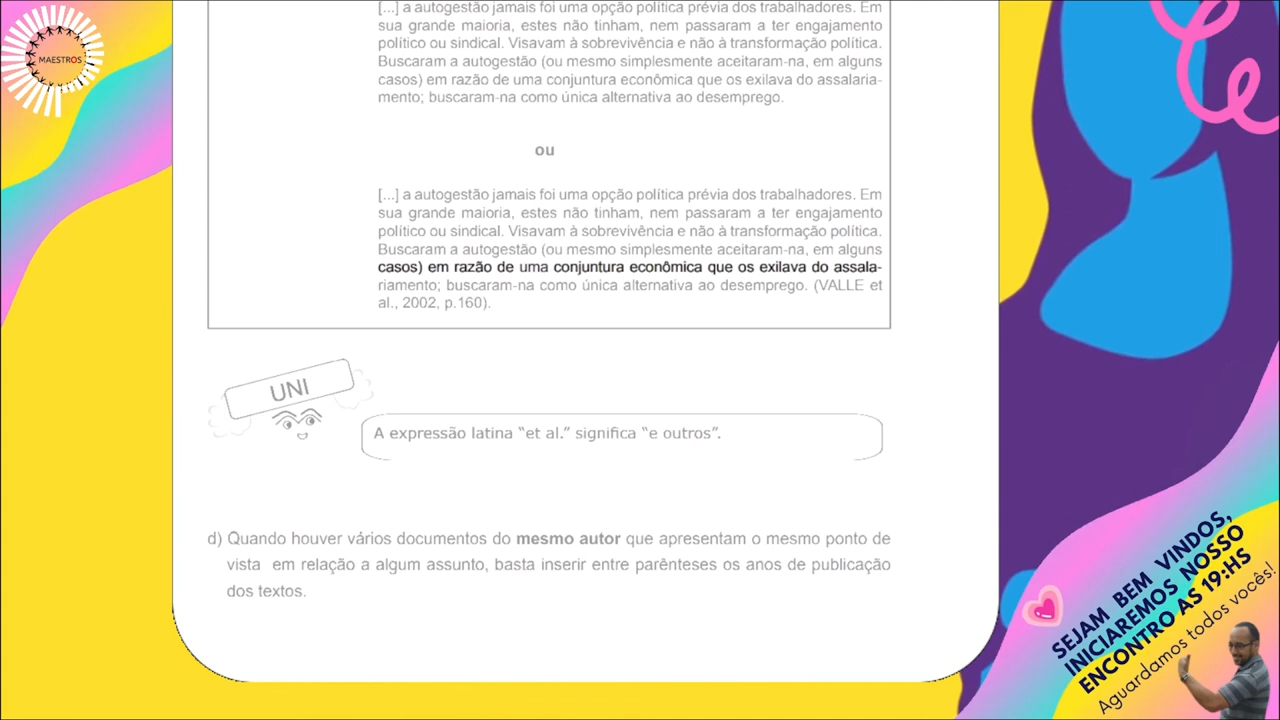 MAESTROS
[...] a autogestão jamais foi uma opção política prévia dos trabalhadores. Em
sua grande maioria, estes não tinham, nem passaram a ter engajamento
político ou sindical. Visavam à sobrevivência e não à transformação política.
Buscaram a autogestão (ou mesmo simplesmente aceitaram-na, em alguns
casos) em razão de uma conjuntura econômica que os exilava do assalaria-
mento; buscaram-na como única alternativa ao desemprego.
ou
[...] a autogestão jamais foi uma opção política prévia dos trabalhadores. Em
sua grande maioria, estes não tinham, nem passaram a ter engajamento
político ou sindical. Visavam à sobrevivência e não à transformação política.
Buscaram a autogestão (ou mesmo simplesmente aceitaram-na, em alguns
casos) em razão de uma conjuntura econômica que os exilava do assala-
riamento; buscaram-na como única alternativa ao desemprego. (VALLE et
al., 2002, p.160).
UNI
A expressão latina “et al.” significa “e outros”.
d) Quando houver vários documentos do mesmo autor que apresentam o mesmo ponto de
vista em relação a algum assunto, basta inserir entre parênteses os anos de publicação
dos textos.
SEJAM BEM VINDOS,
INICIAREMOS NOSSO
ENCONTRO AS 19:HS
Aguardamos todos vocês!